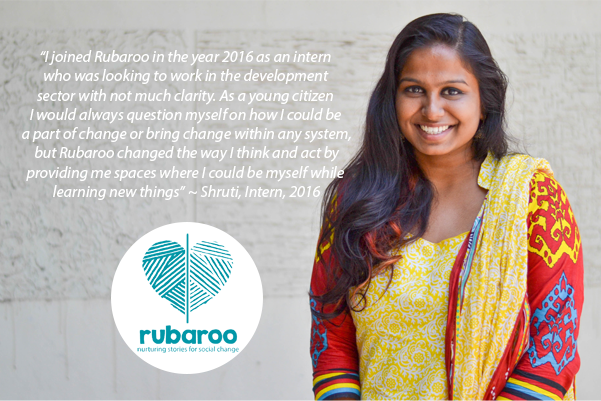 “I joined Rubaroo in the year 2016 as an intern
who was looking to work in the development
sector with not much clarity. As a young citizen
I would always question myself on how I could be
a part of change or bring change within any system,
but Rubaroo changed the way I think and act by
providing me spaces where I could be myself while
learning new things” ~ Shruti, Intern, 2016
rubaroo
nurturing stories for social change